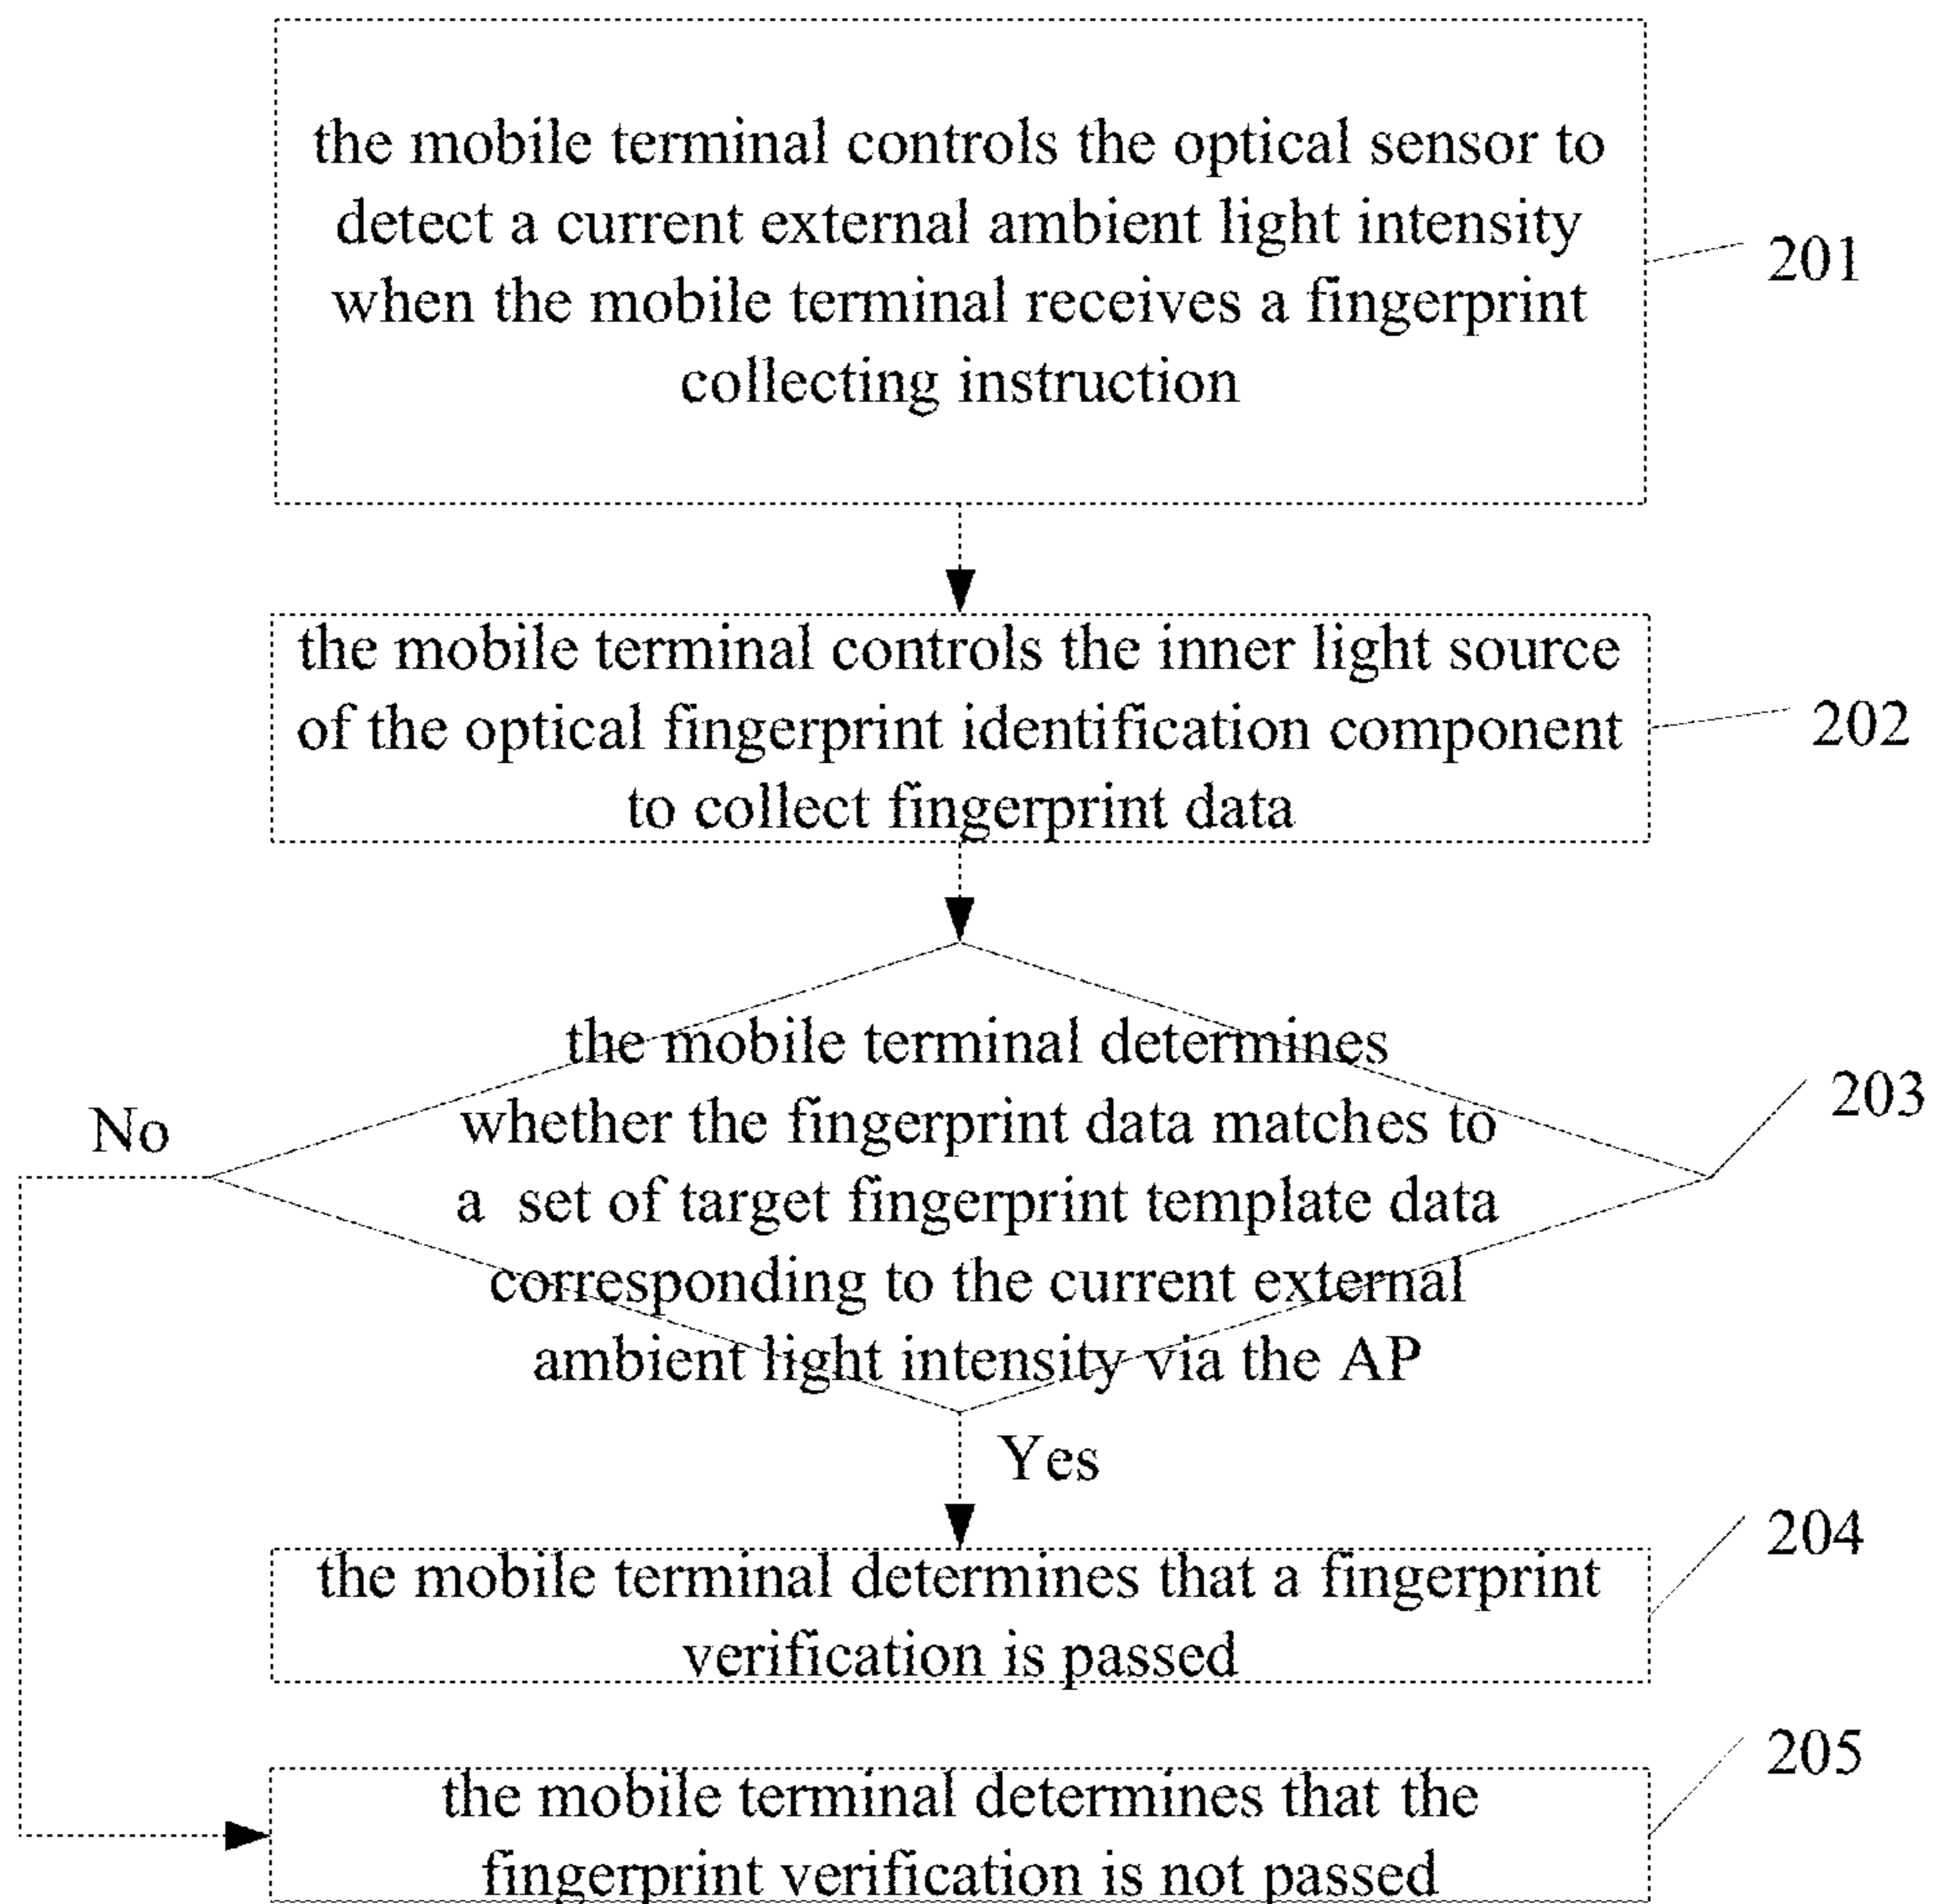 the mobile terminal controls the optical sensor to
detect a current external ambient light intensity
when the mobile terminal receives a fingerprint
collecting instruction
201
the mobile terminal controls the inner light source
of the optical fingerprint identification component
to collect fingerprint data
202
the mobile terminal determines
whether the fingerprint data matches to
a set of target fingerprint template data
corresponding to the current external
ambient light intensity via the AP
203
No
Yes
the mobile terminal determines that a fingerprint
verification is passed
204
the mobile terminal determines that the
fingerprint verification is not passed
205